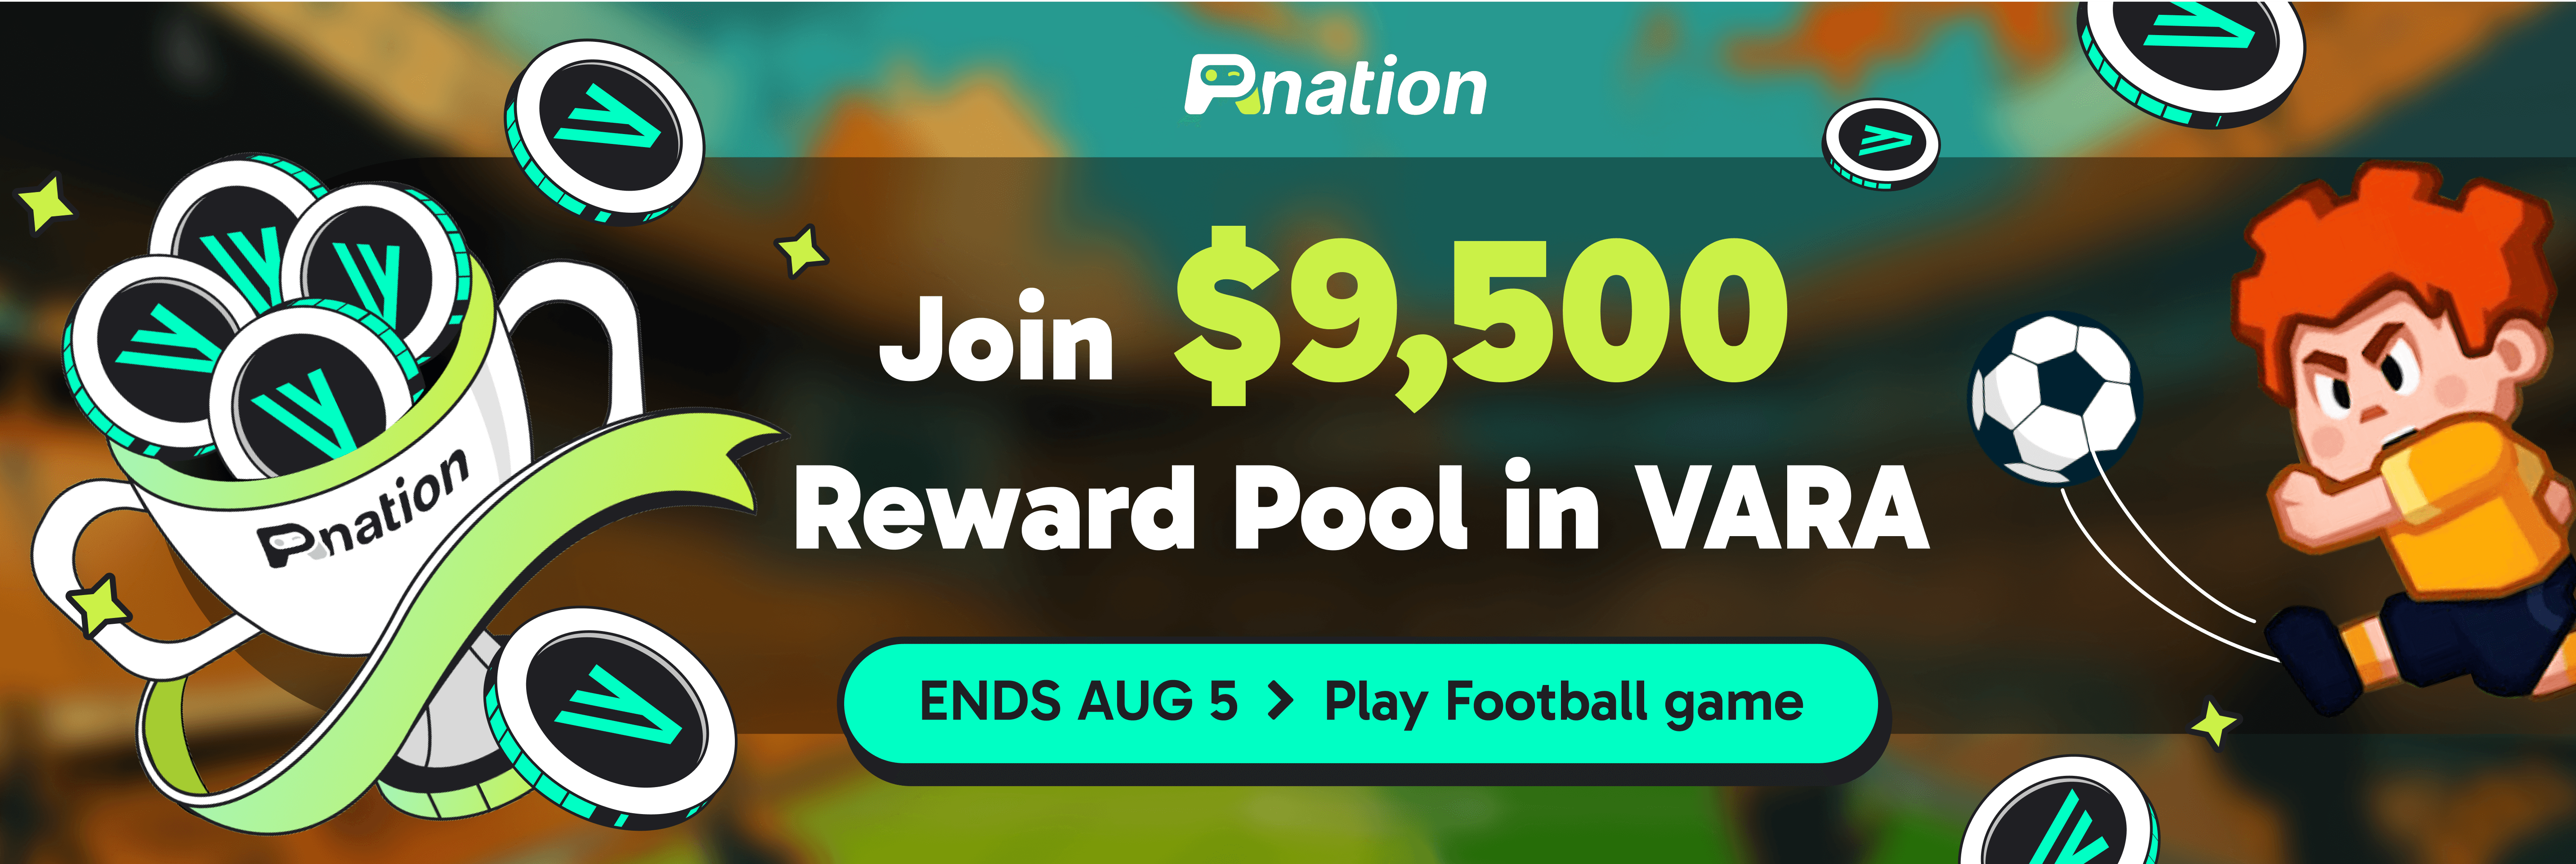 Pnation
Join $9,500
Reward Pool in VARA
Pnation
ENDS AUG 5 > Play Football game